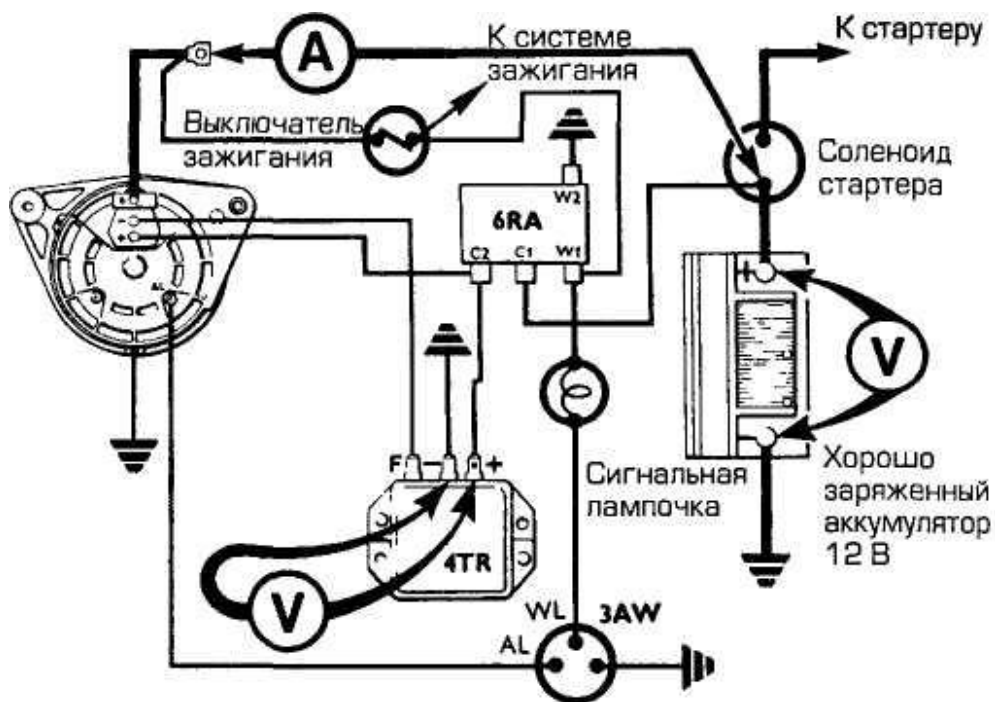 А
К системе
зажигания
К стартеру
Выключатель
зажигания
Соленоид
стартера
W2
6RA
C2
C1
W1
+
-
+
AL
+
V
F
-
+
Сигнальная
лампочка
Хорошо
заряженный
аккумулятор
12 В
4TR
V
WL
3AW
AL